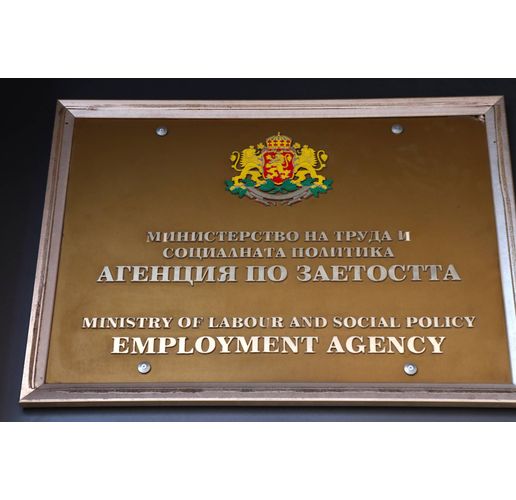 МИНИСТЕРСТВО НА ТРУДА И
СОЦИАЛНАТА ПОЛИТИКА
АГЕНЦИЯ ПО ЗАЕТОСТТА
MINISTRY OF LABOUR AND SOCIAL POLICY
EMPLOYMENT AGENCY